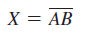 X = \overline{AB}